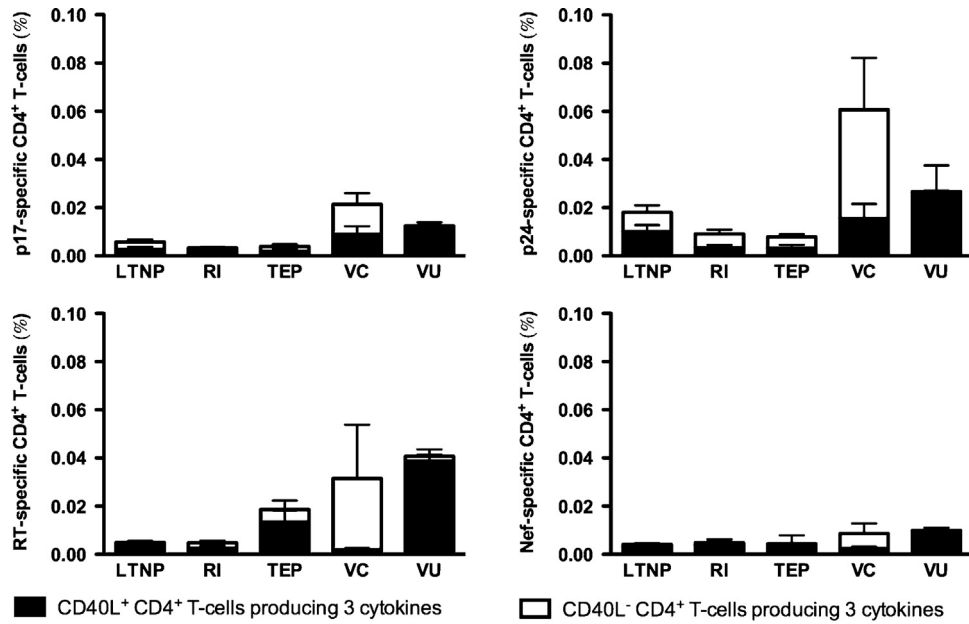 p17-specific CD4⁺ T-cells (%)
0.10
0.08
0.06
0.04
0.02
0.00
LTNP RI TEP VC VU
p24-specific CD4⁺ T-cells (%)
0.10
0.08
0.06
0.04
0.02
0.00
LTNP RI TEP VC VU
RT-specific CD4⁺ T-cells (%)
0.10
0.08
0.06
0.04
0.02
0.00
LTNP RI TEP VC VU
Nef-specific CD4⁺ T-cells (%)
0.10
0.08
0.06
0.04
0.02
0.00
LTNP RI TEP VC VU
CD40L⁺ CD4⁺ T-cells producing 3 cytokines
CD40L⁻ CD4⁺ T-cells producing 3 cytokines